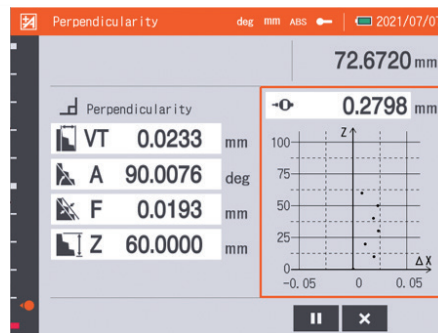 Perpendicularity deg mm ABS 2021/07/07
72.6720 mm
Perpendicularity
VT 0.0233 mm
A 90.0076 deg
F 0.0193 mm
Z 60.0000 mm
0.2798 mm
Z
100
75
50
25
0
ΔX
-0.05 0 0.05